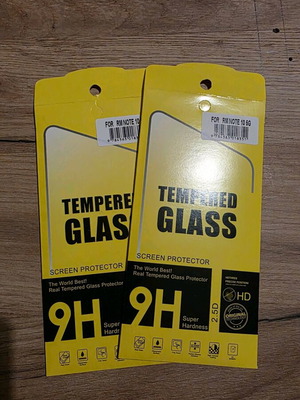 FOR: RM NOTE 10
TEMPERED
GLASS
SCREEN PROTECTOR
The World Best!
Real Tempered Glass Protector
9H
Super
Hardness
FOR: RM NOTE 10 5G
TEMPERED
GLASS
SCREEN PROTECTOR
The World Best!
Real Tempered Glass Protector
9H
Super
Hardness
2.5D
HD
ORIGINAL